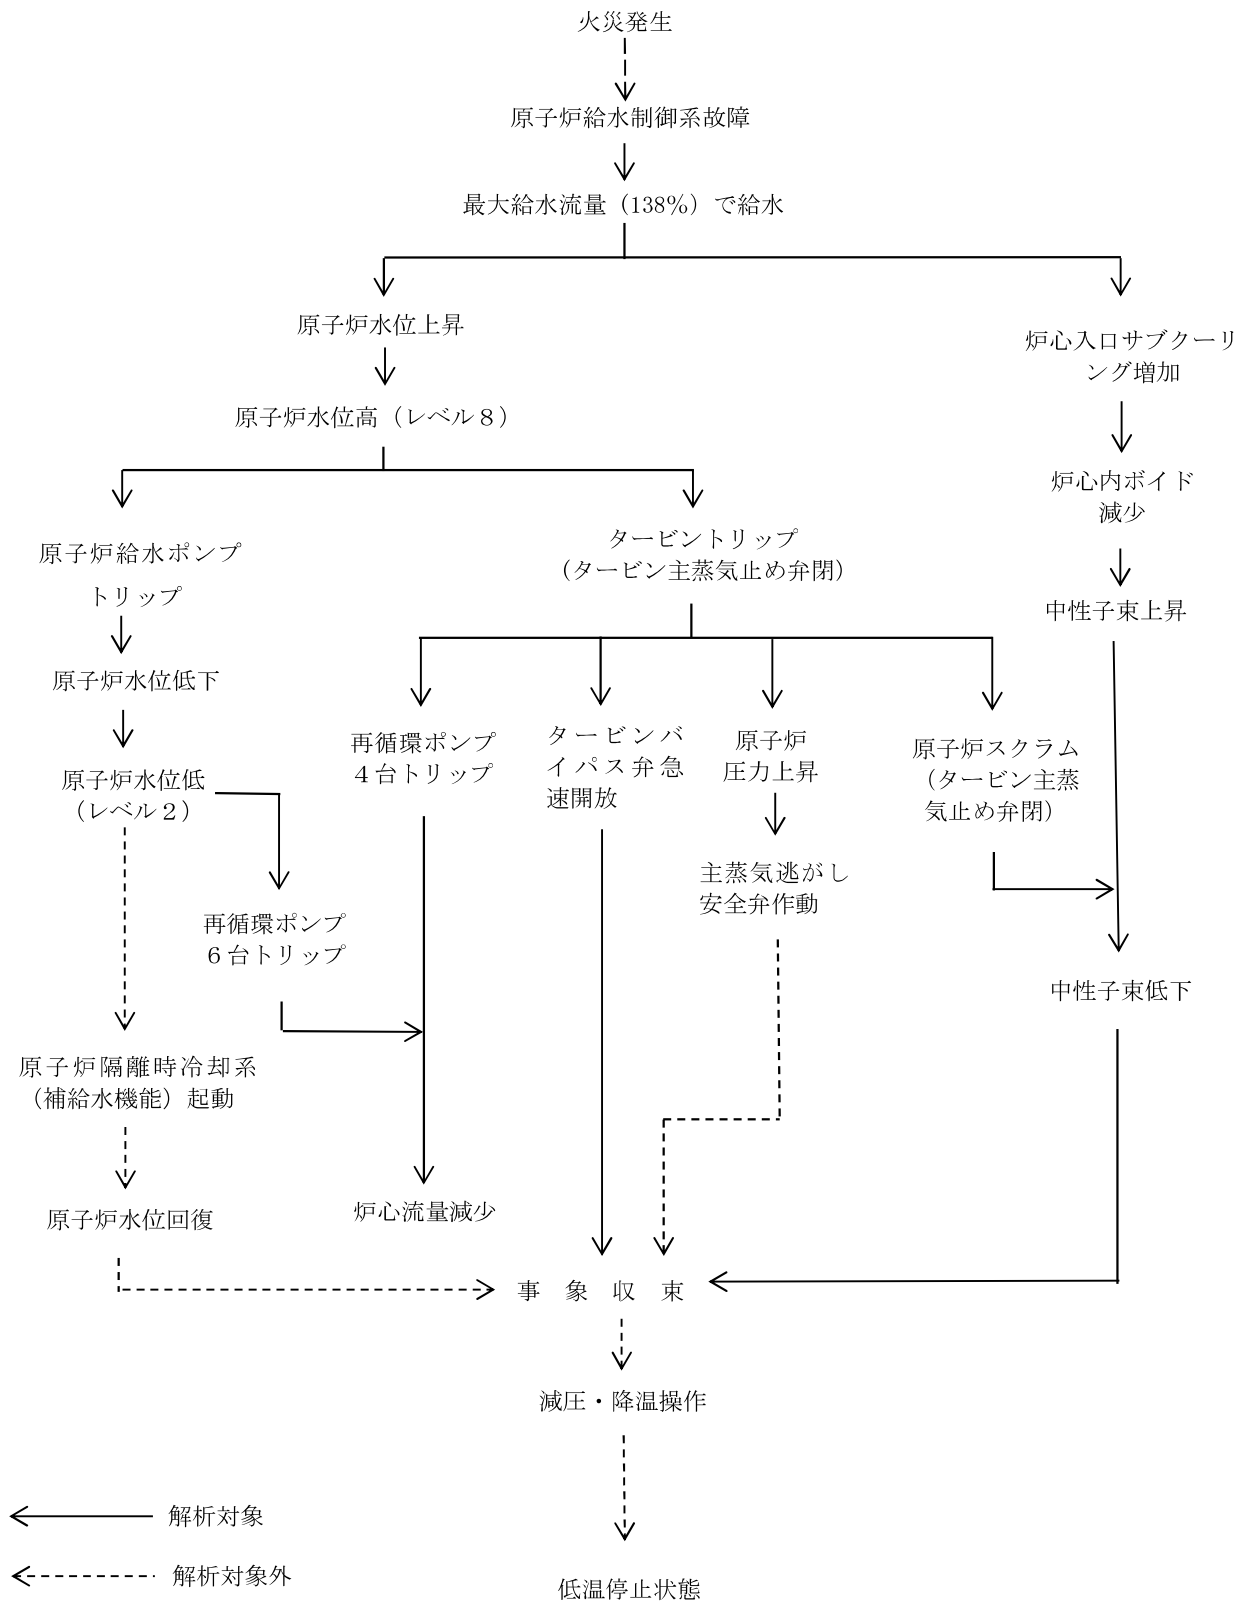 火災発生
原子炉給水制御系故障
最大給水流量（138%）で給水
原子炉水位上昇
炉心入口サブクーリ
ング増加
原子炉水位高（レベル８）
炉心内ボイド
減少
原子炉給水ポンプ
トリップ
タービントリップ
（タービン主蒸気止め弁閉）
中性子束上昇
原子炉水位低下
再循環ポンプ
４台トリップ
タービンバ
イパス弁急
速開放
原子炉
圧力上昇
原子炉スクラム
（タービン主蒸
気止め弁閉）
原子炉水位低
（レベル２）
主蒸気逃がし
安全弁作動
再循環ポンプ
６台トリップ
中性子束低下
原子炉隔離時冷却系
（補給水機能）起動
原子炉水位回復
炉心流量減少
事　象　収　束
減圧・降温操作
解析対象
解析対象外
低温停止状態